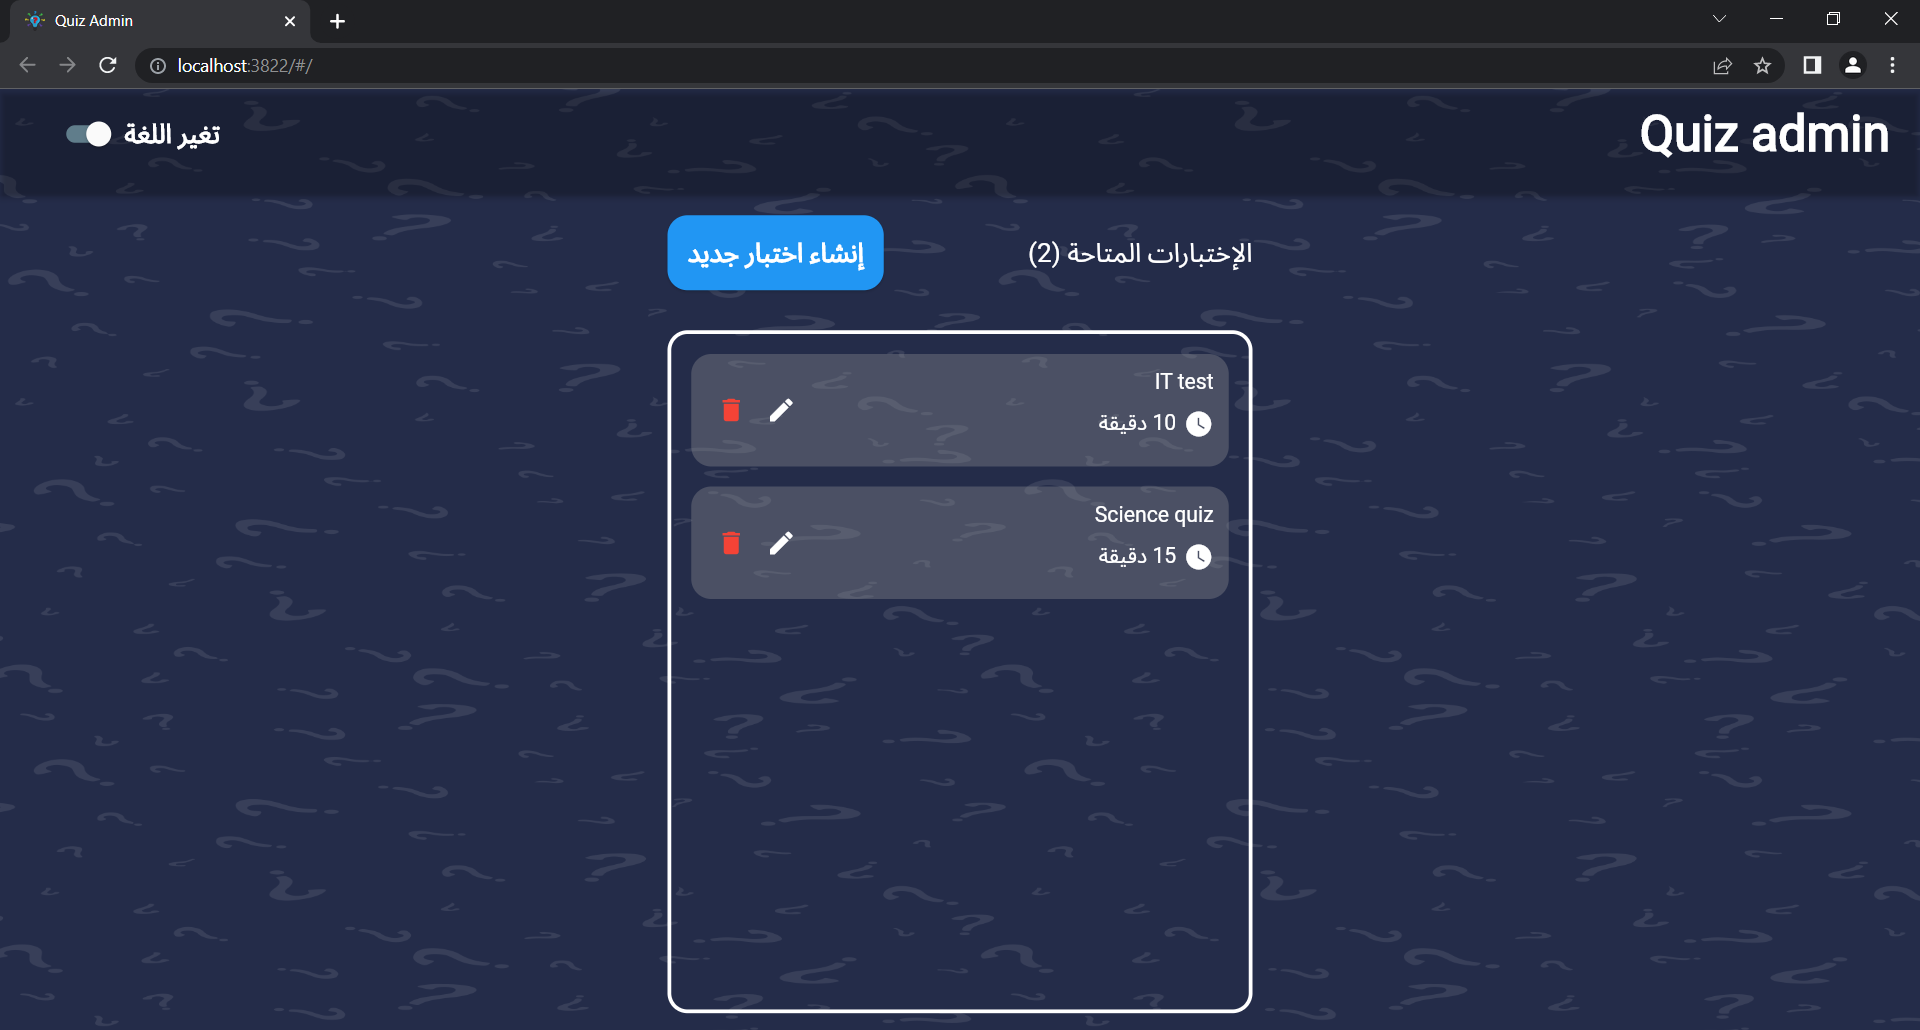 Quiz Admin
localhost:3822/#/
Quiz admin
تغير اللغة
الإختبارات المتاحة (2)
إنشاء اختبار جديد
IT test
10 دقيقة
Science quiz
15 دقيقة